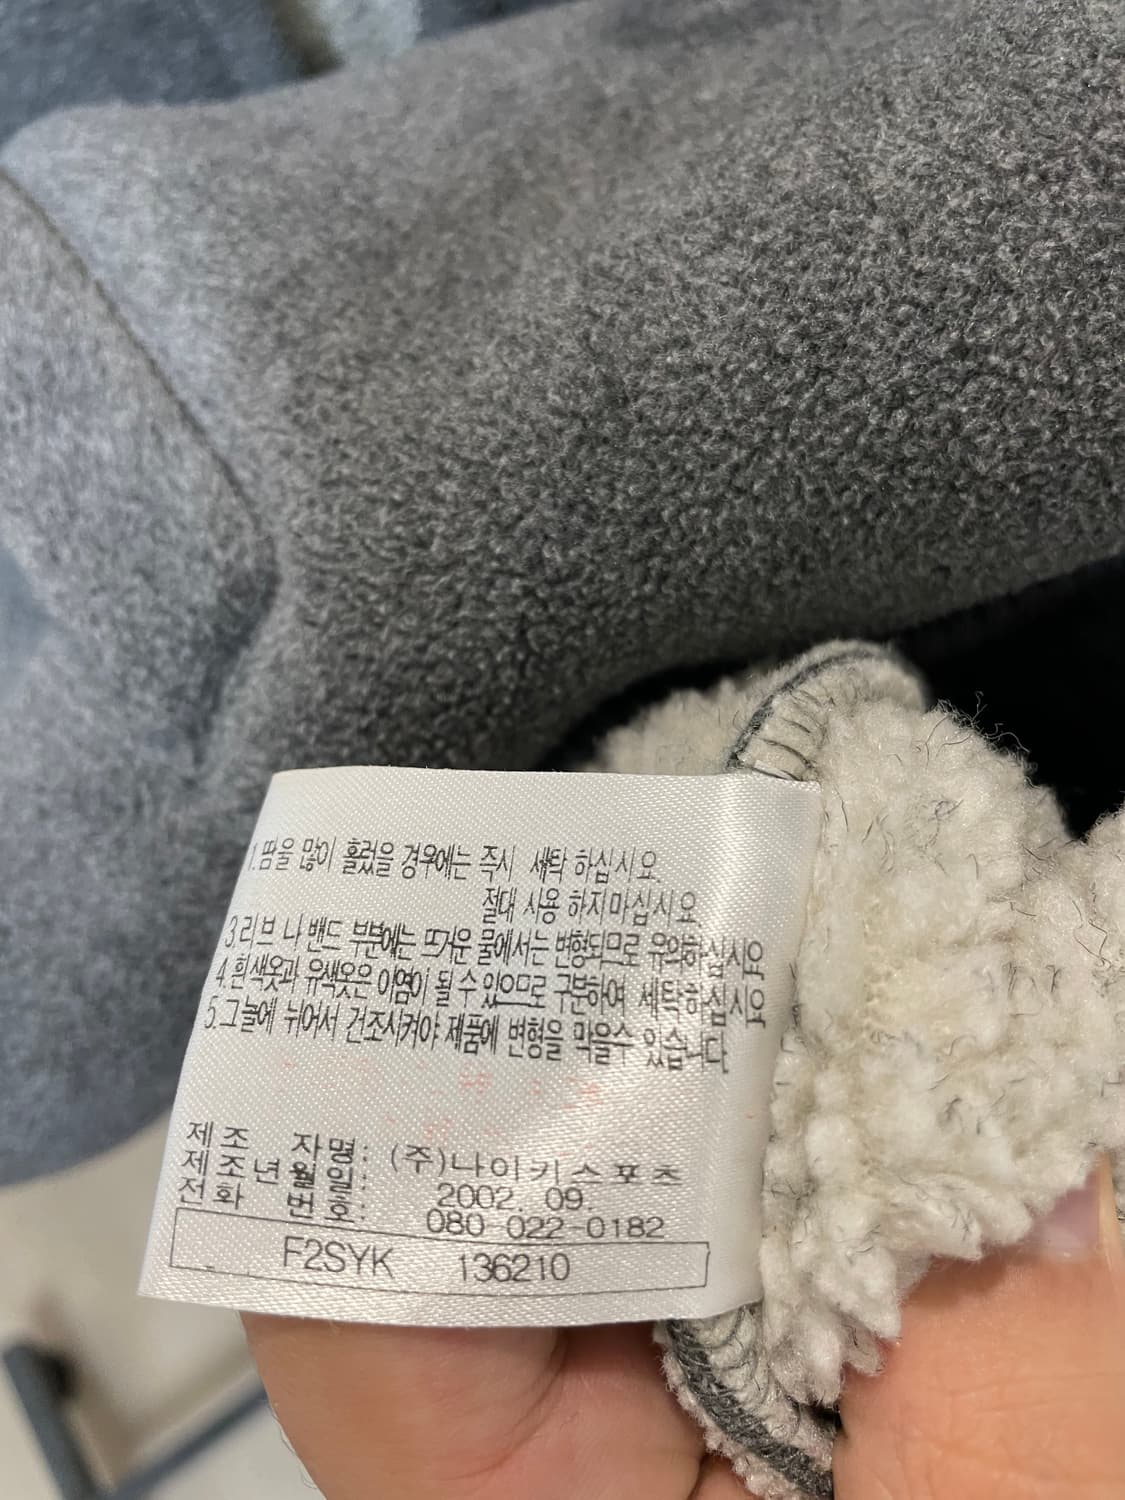 1.땀을 많이 흘렸을 경우에는 즉시 세탁 하십시요.
절대 사용 하지마십시요
3.리브 나 밴드 부분에는 뜨거운 물에서는 변형되므로 유의하십시요
4.흰색옷과 유색옷은 이염이 될 수 있으므로 구분하여 세탁하십시요
5.그늘에 뉘어서 건조시켜야 제품에 변형을 막을수 있습니다.
제조 자명: (주)나이키스포츠
제조년월일: 2002. 09.
전화 번호: 080-022-0182
F2SYK 136210